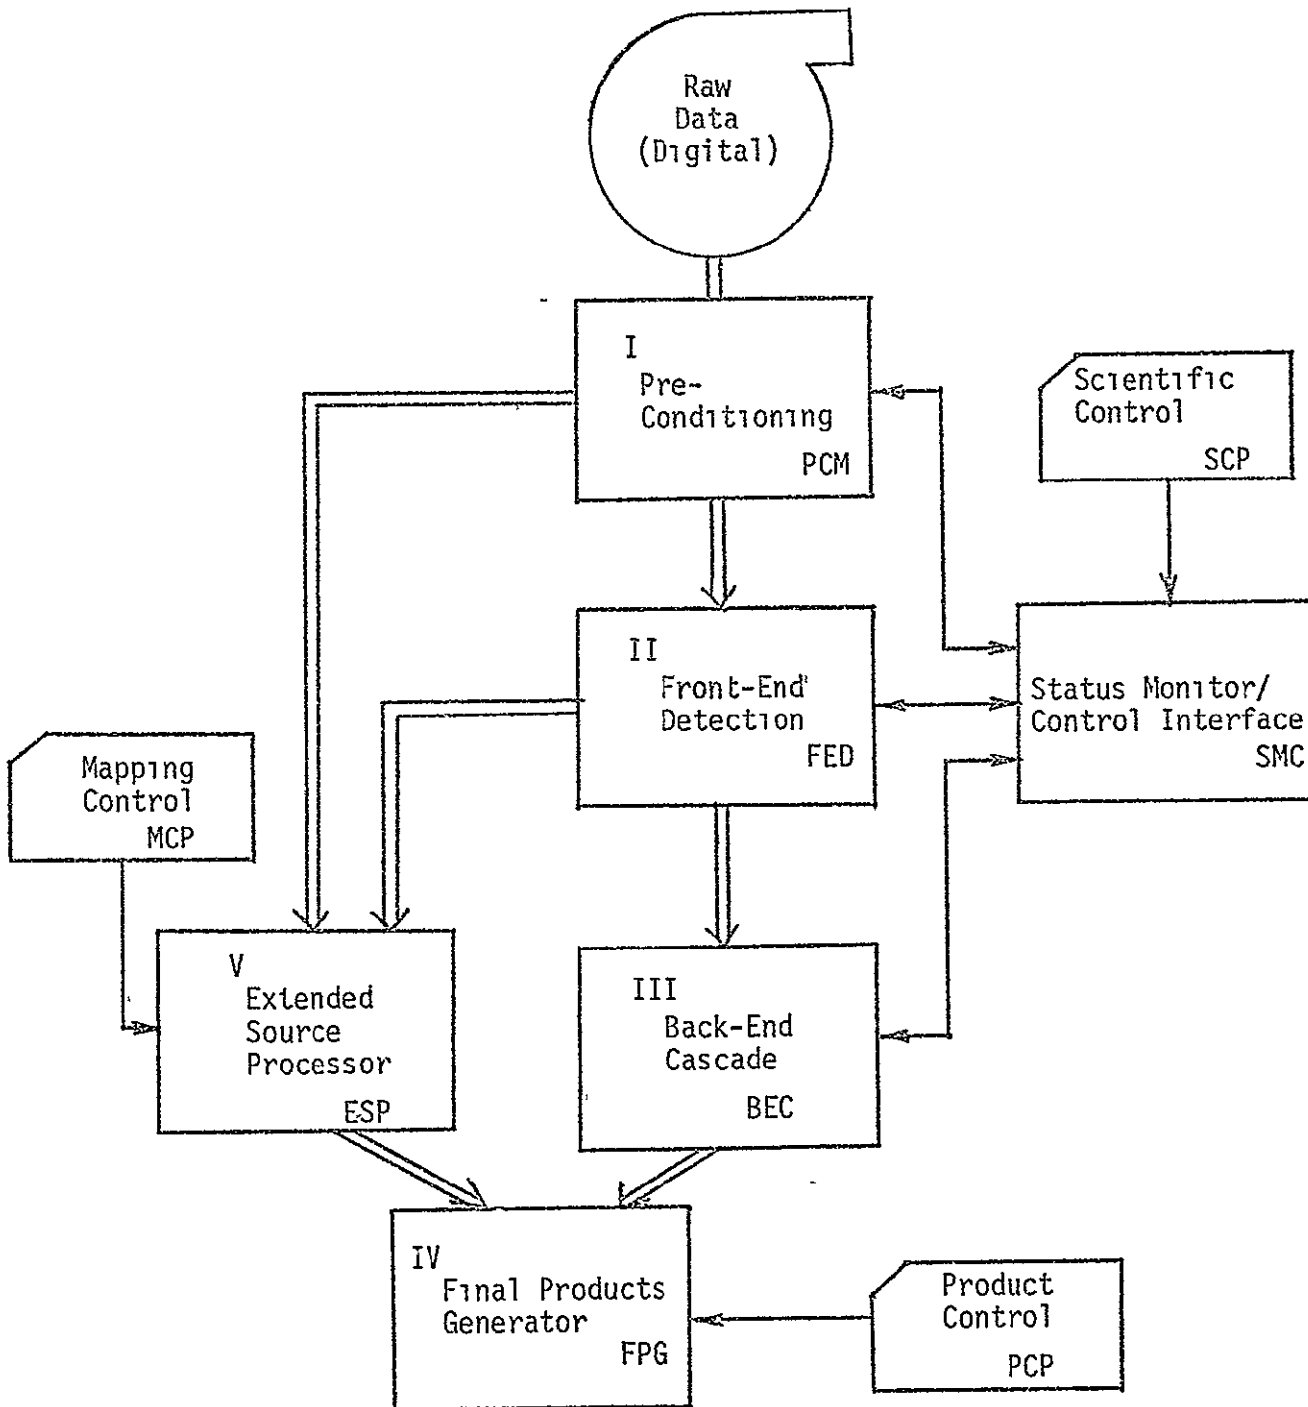 Raw
Data
(Digital)
I
Pre-
Conditioning
PCM
Scientific
Control
SCP
II
Front-End
Detection
FED
Status Monitor/
Control Interface
SMC
Mapping
Control
MCP
V
Extended
Source
Processor
ESP
III
Back-End
Cascade
BEC
IV
Final Products
Generator
FPG
Product
Control
PCP